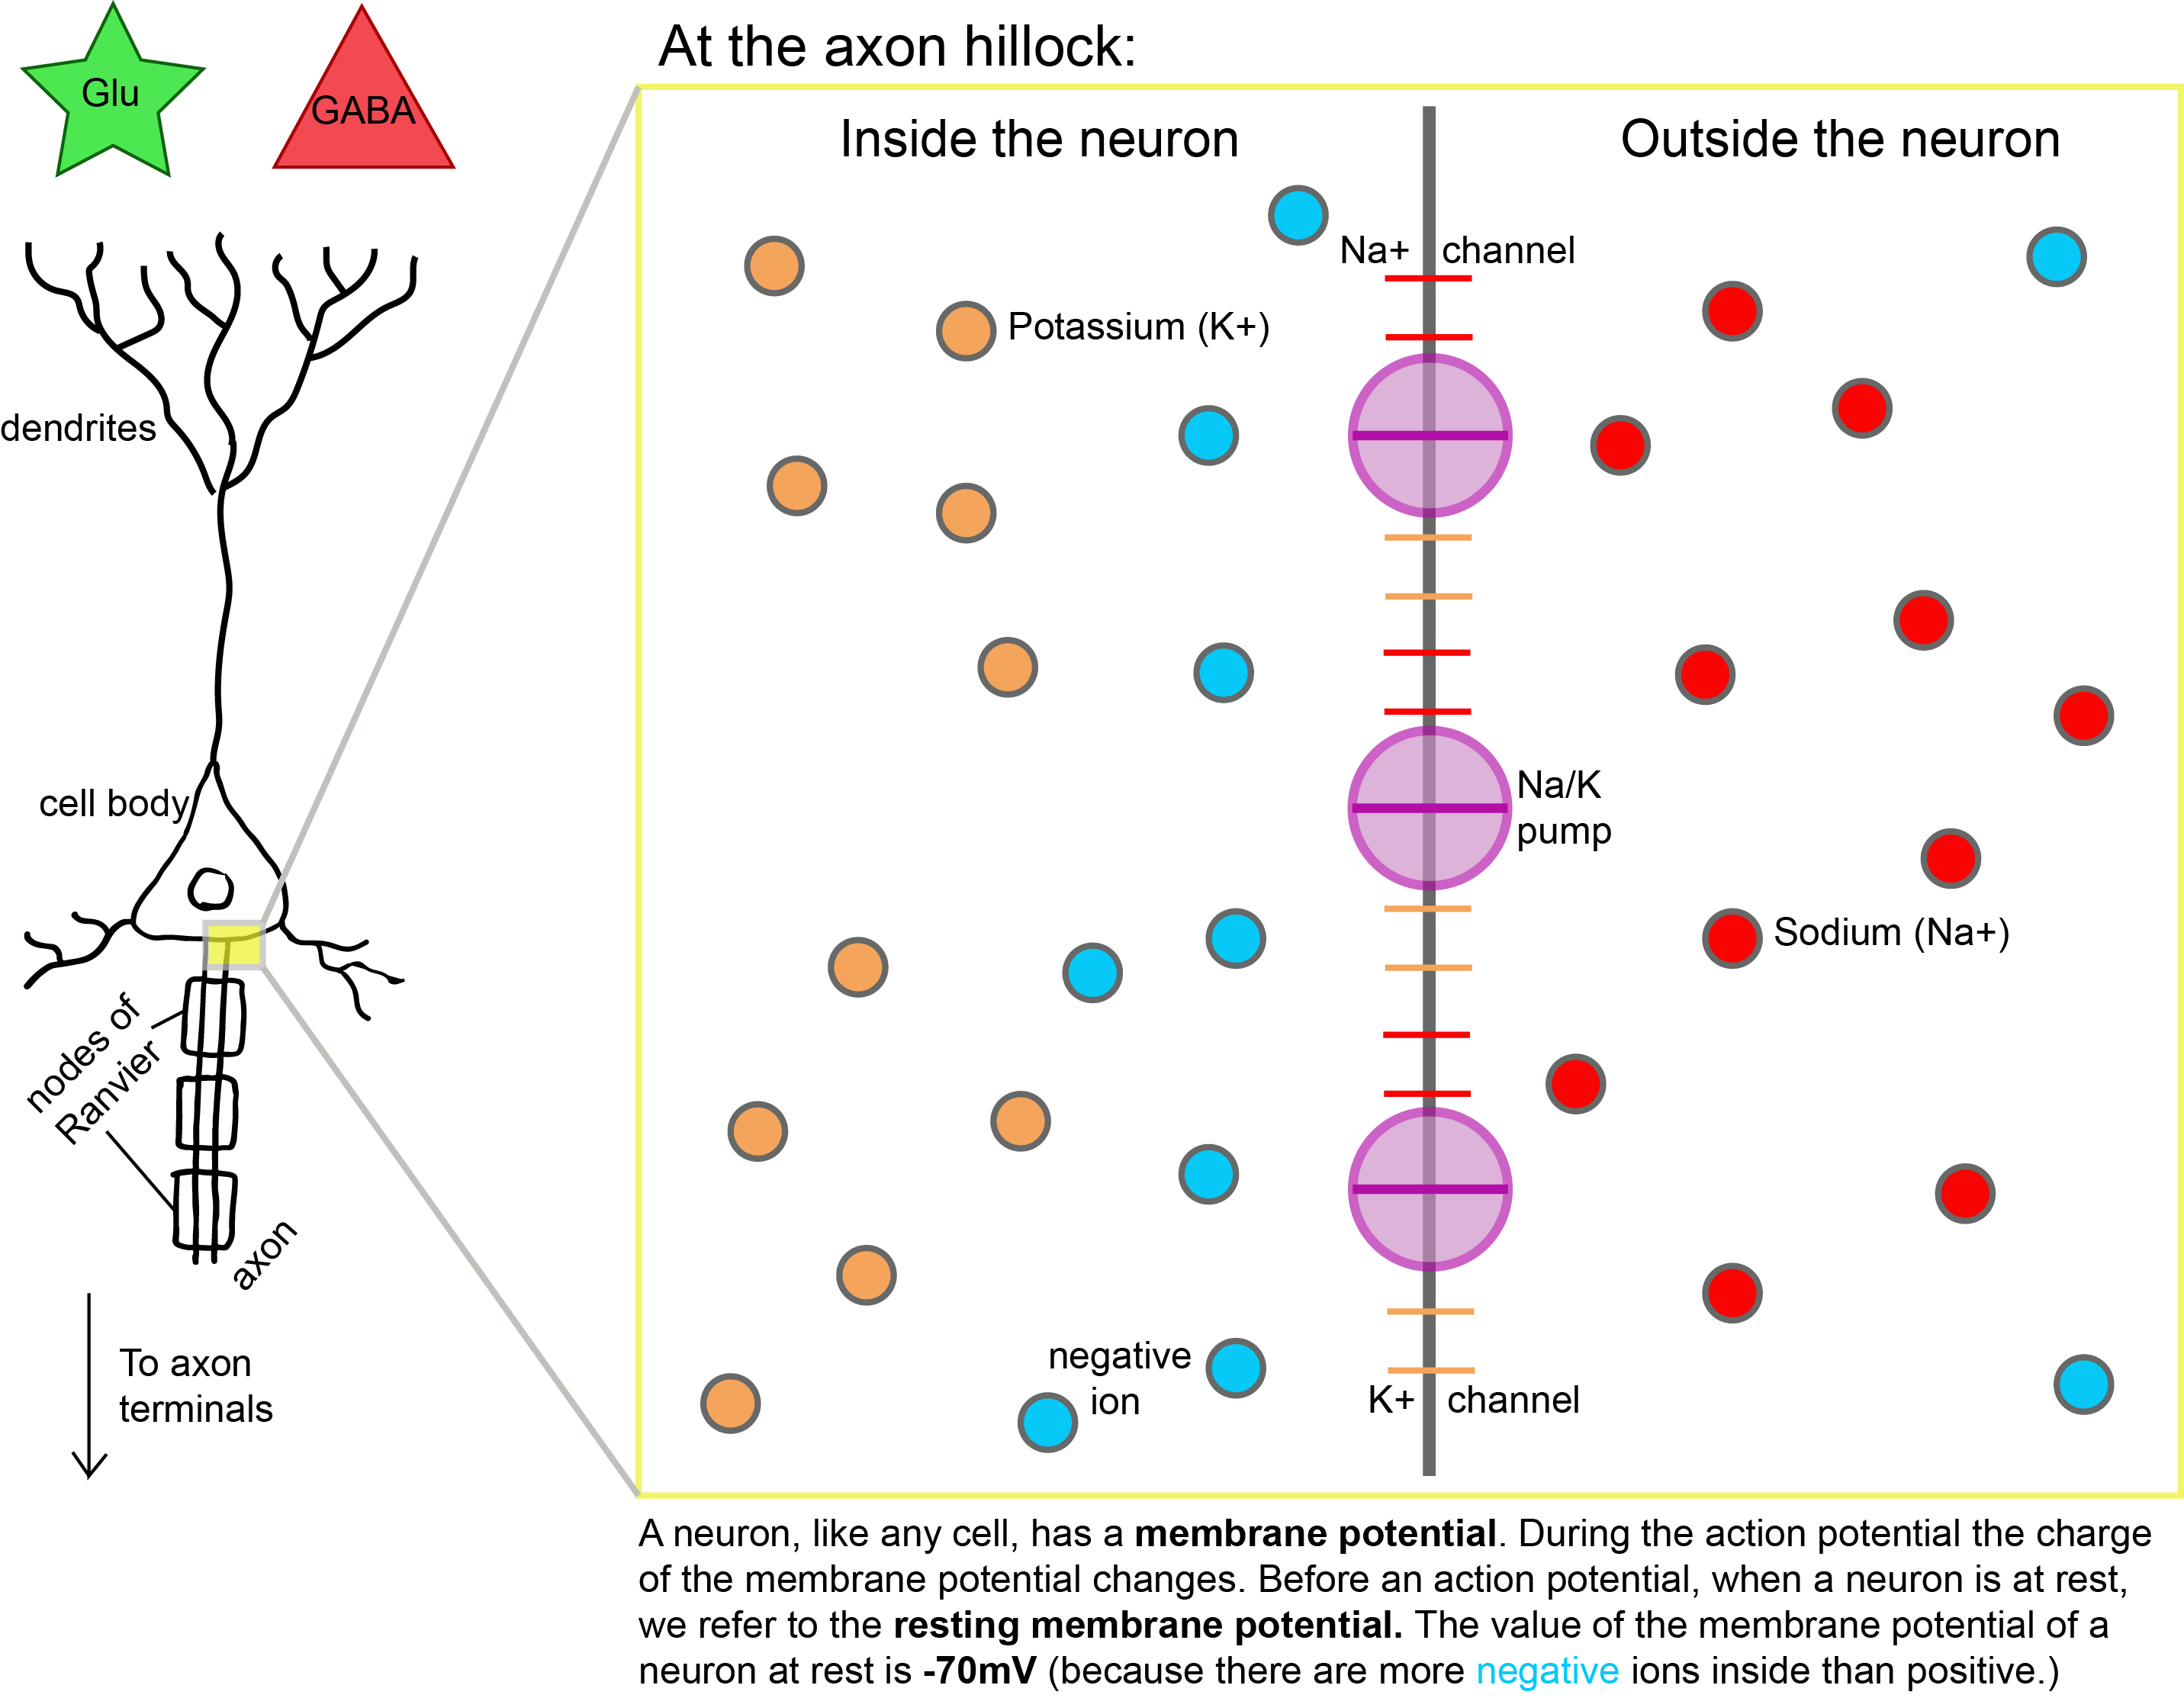 Glu
GABA
At the axon hillock:
Inside the neuron
Outside the neuron
Na+ channel
Potassium (K+)
dendrites
Na/K
pump
cell body
Sodium (Na+)
nodes of
Ranvier
axon
To axon
terminals
negative
ion
K+ channel
A neuron, like any cell, has a membrane potential. During the action potential the charge
of the membrane potential changes. Before an action potential, when a neuron is at rest,
we refer to the resting membrane potential. The value of the membrane potential of a
neuron at rest is -70mV (because there are more negative ions inside than positive.)